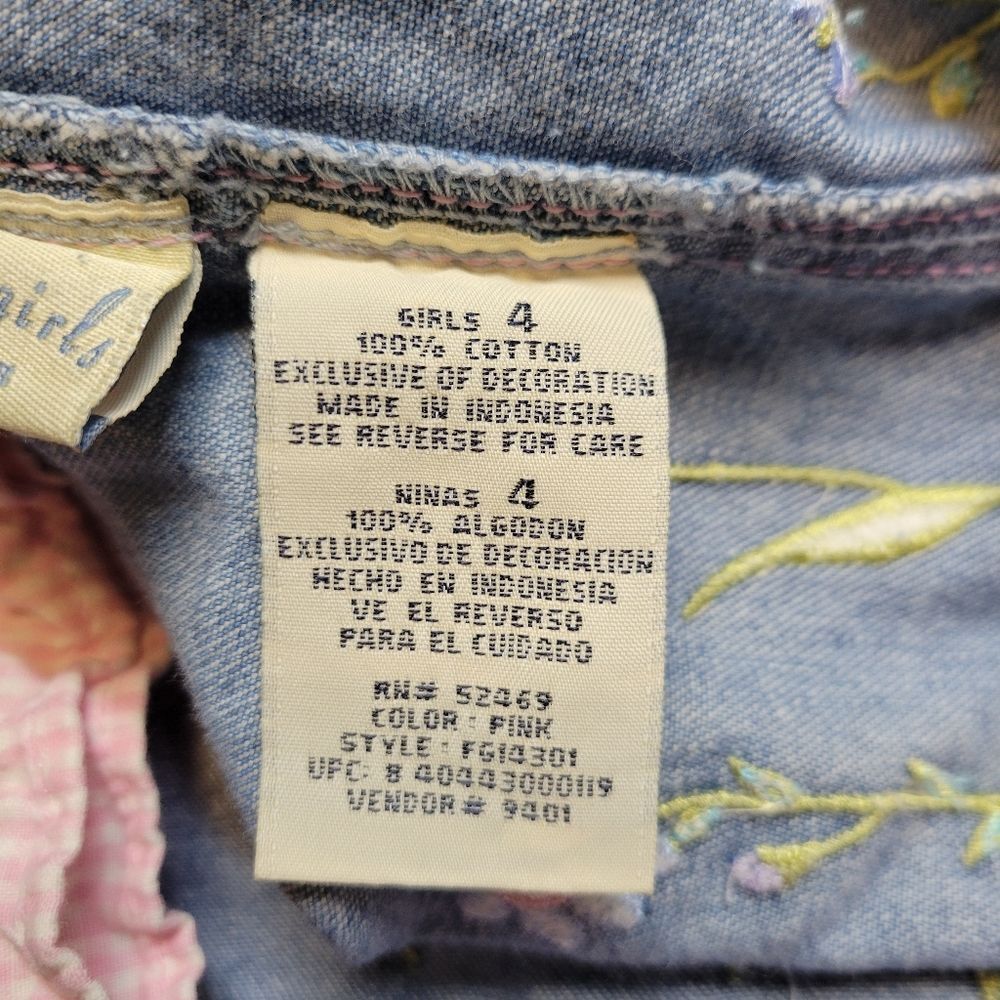 girls
GIRLS 4
100% COTTON
EXCLUSIVE OF DECORATION
MADE IN INDONESIA
SEE REVERSE FOR CARE
NINAS 4
100% ALGODON
EXCLUSIVO DE DECORACION
HECHO EN INDONESIA
VE EL REVERSO
PARA EL CUIDADO
RN# 52469
COLOR : PINK
STYLE : FG14301
UPC: 8 40443000119
VENDOR# 9401